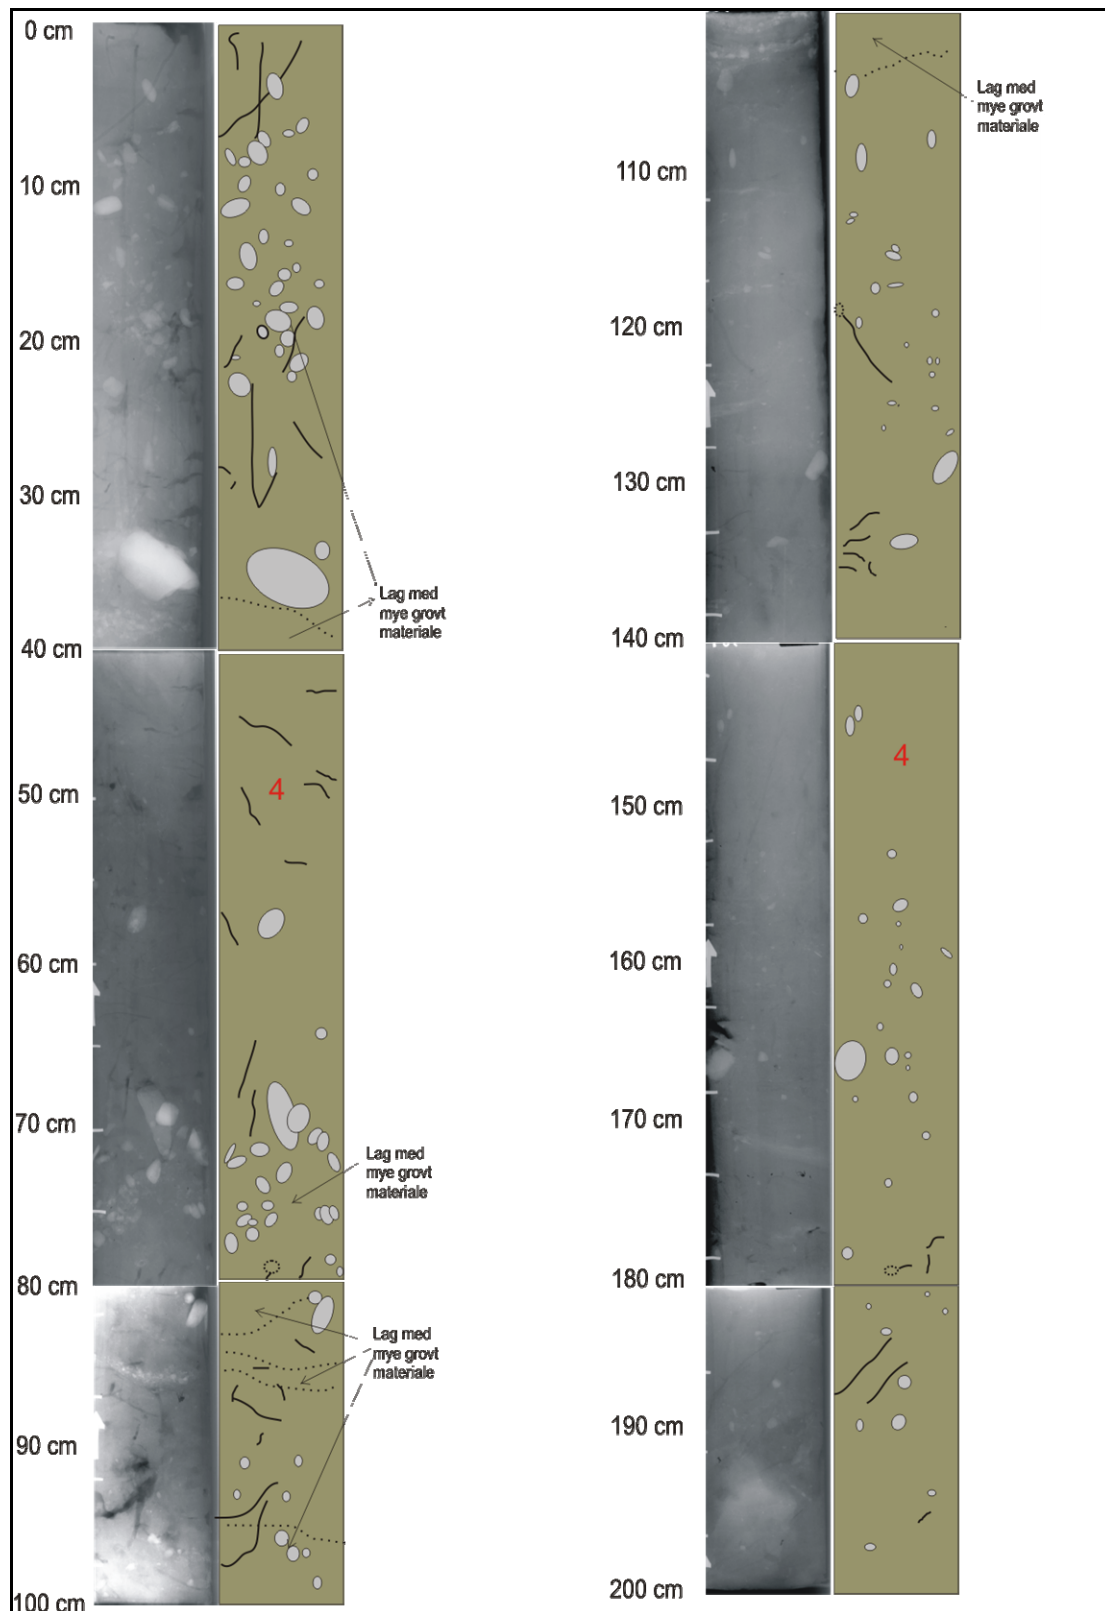 0 cm
10 cm
20 cm
30 cm
Lag med
mye grovt
materiale
40 cm
4
50 cm
60 cm
70 cm
Lag med
mye grovt
materiale
80 cm
Lag med
mye grovt
materiale
90 cm
100 cm
Lag med
mye grovt
materiale
110 cm
120 cm
130 cm
140 cm
4
150 cm
160 cm
170 cm
180 cm
190 cm
200 cm